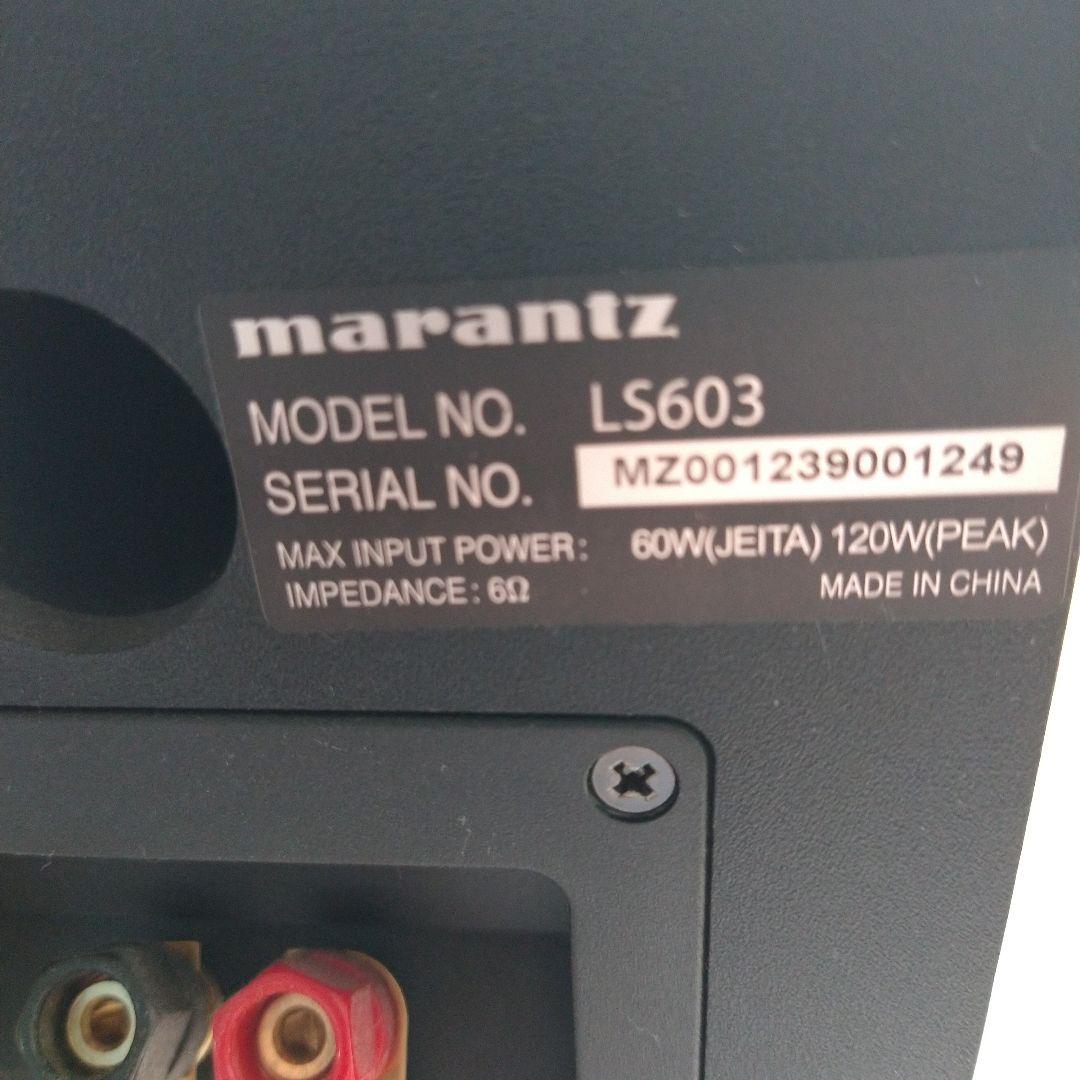 marantz
MODEL NO. LS603
SERIAL NO. MZ001239001249
MAX INPUT POWER: 60W(JEITA) 120W(PEAK)
IMPEDANCE: 6Ω MADE IN CHINA